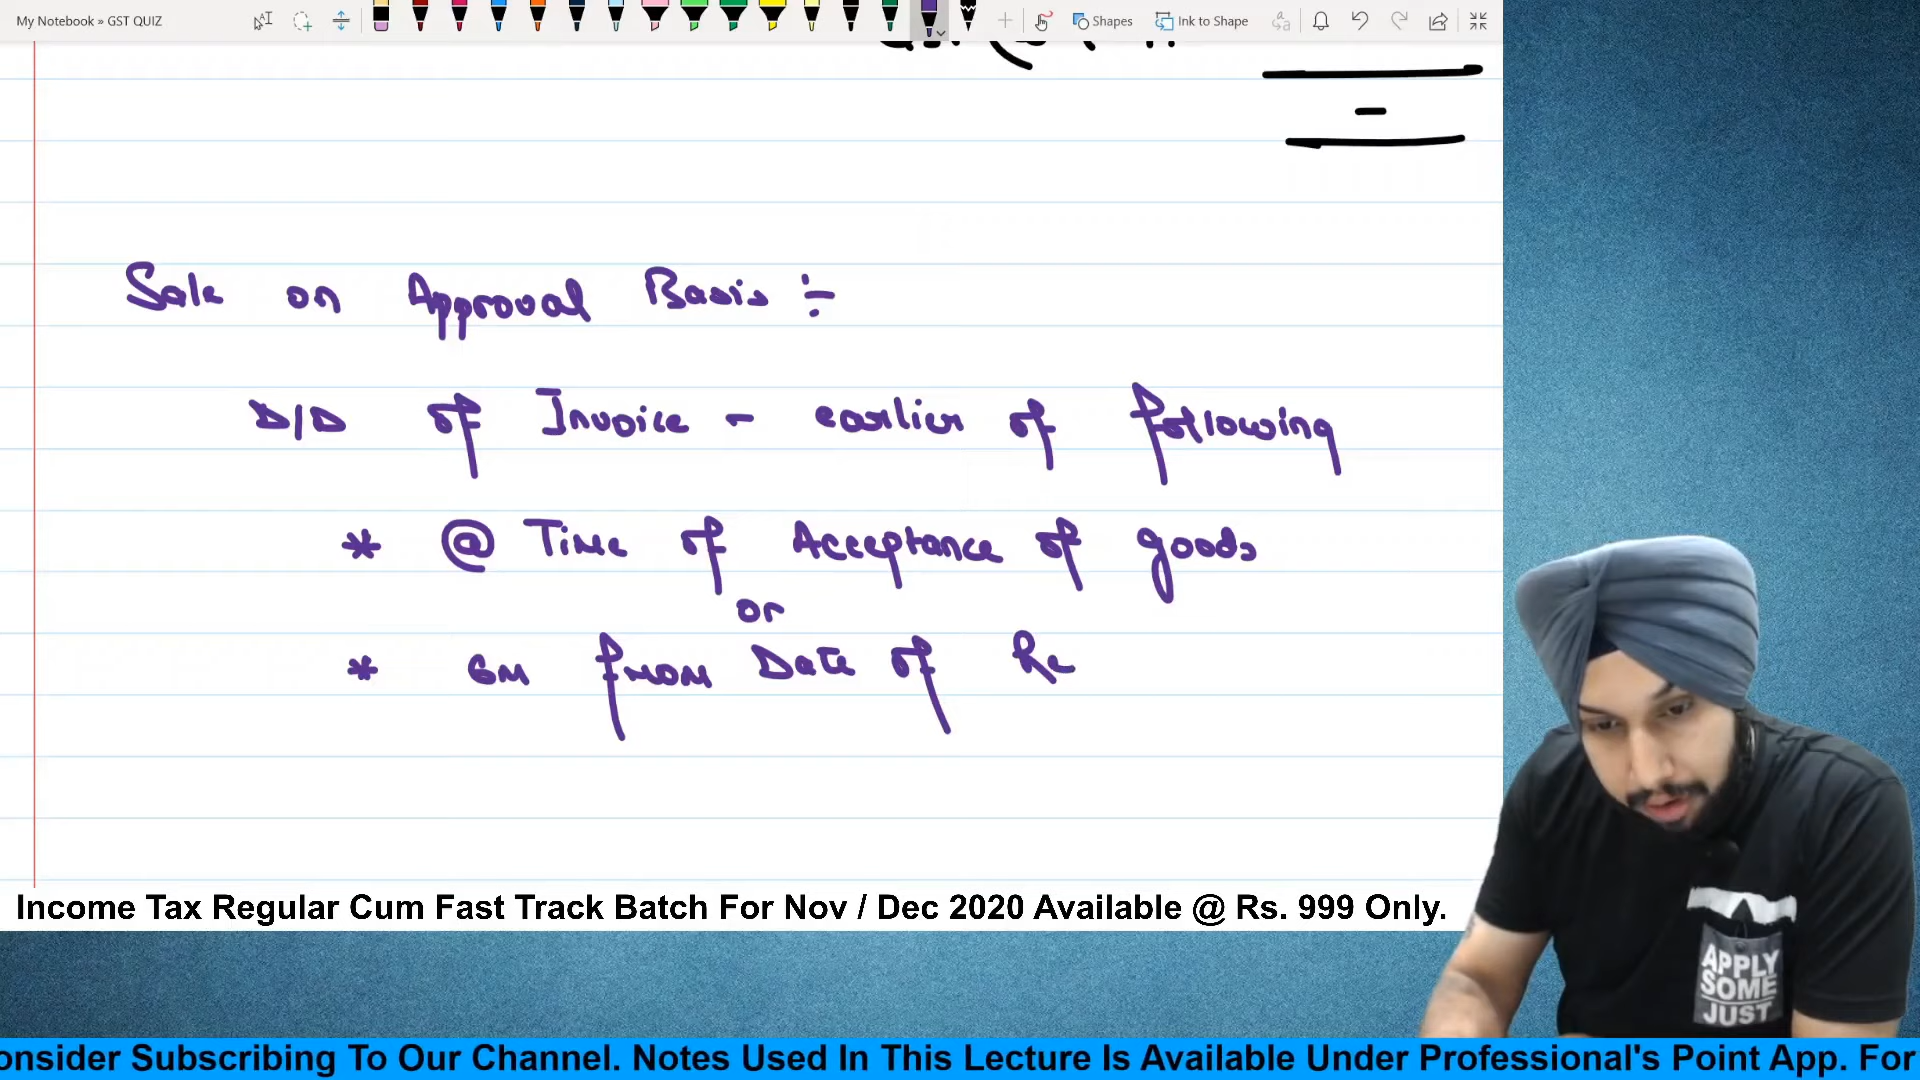 My Notebook » GST QUIZ
Shapes
Ink to Shape
Sale on Approval Basis :-
D/D of Invoice - earlier of following
* @ Time of Acceptance of goods
or
* 6M from Date of Re
APPLY
SOME
JUST
Income Tax Regular Cum Fast Track Batch For Nov / Dec 2020 Available @ Rs. 999 Only.
onsider Subscribing To Our Channel. Notes Used In This Lecture Is Available Under Professional's Point App. For